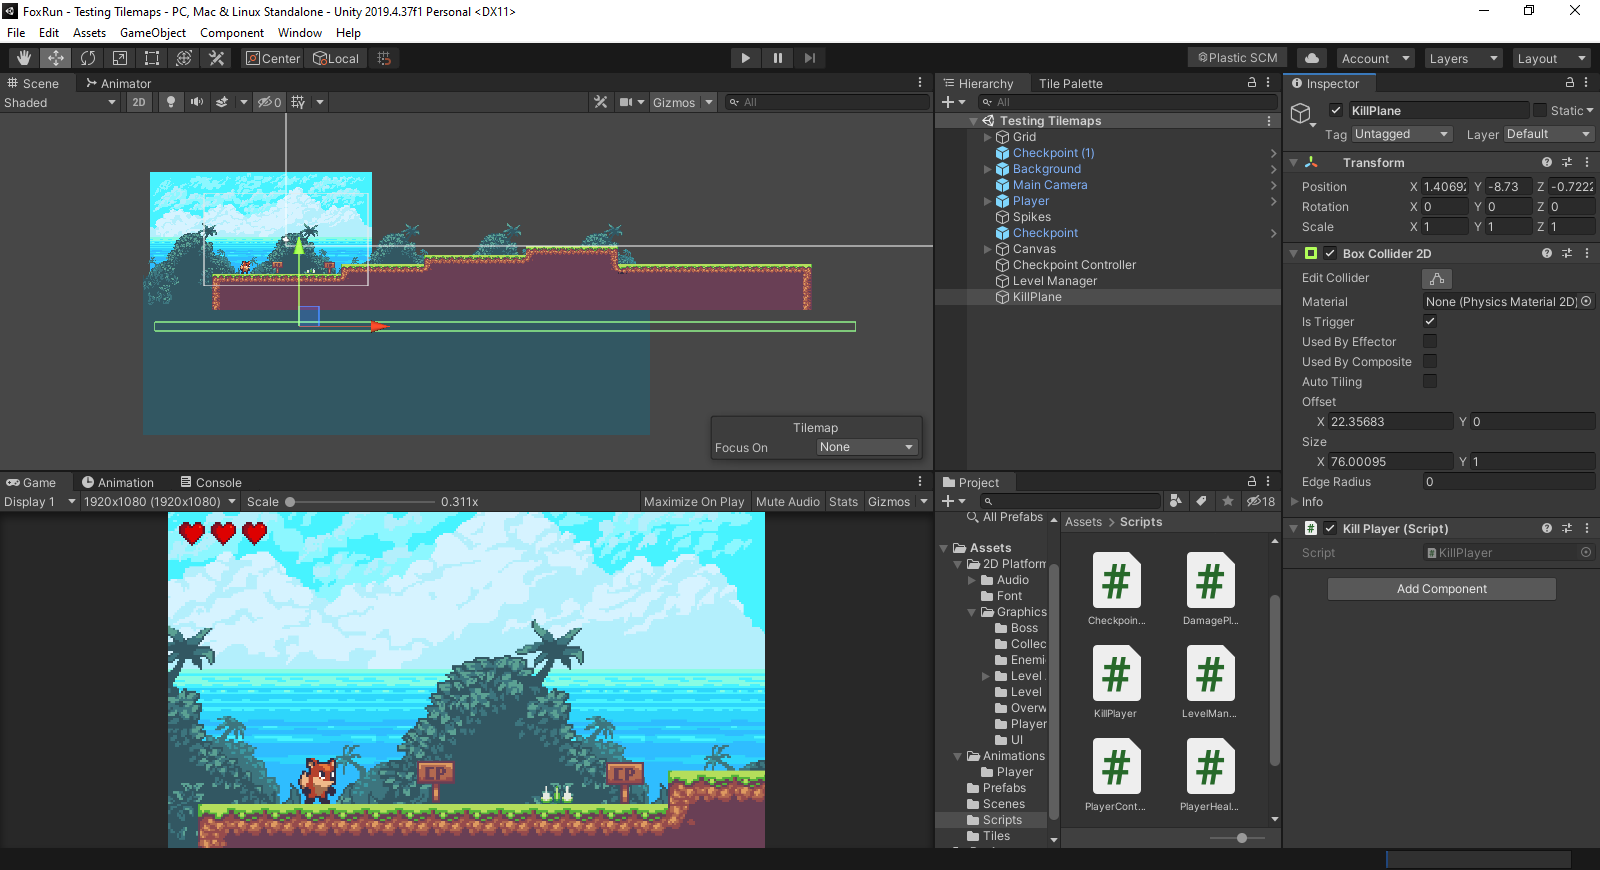 FoxRun - Testing Tilemaps - PC, Mac & Linux Standalone - Unity 2019.4.37f1 Personal <DX11>
File Edit Assets GameObject Component Window Help
Center Local Plastic SCM Account Layers Layout
Scene Animator
Shaded 2D 0 Gizmos All
Tilemap
Focus On None
Game Animation Console
Display 1 1920x1080 (1920x1080) Scale 0.311x Maximize On Play Mute Audio Stats Gizmos
CP CP
Hierarchy Tile Palette
All
Testing Tilemaps
Grid
Checkpoint (1)
Background
Main Camera
Player
Spikes
Checkpoint
Canvas
Checkpoint Controller
Level Manager
KillPlane
Project
18
All Prefabs
Assets
2D Platform
Audio
Font
Graphics
Boss
Collec
Enemi
Level
Level
Overw
Player
UI
Animations
Player
Prefabs
Scenes
Scripts
Tiles
Assets > Scripts
Checkpoin... DamagePl...
KillPlayer LevelMan...
PlayerCont... PlayerHeal...
Inspector
KillPlane Static
Tag Untagged Layer Default
Transform
Position X 1.40692 Y -8.73 Z -0.7222
Rotation X 0 Y 0 Z 0
Scale X 1 Y 1 Z 1
Box Collider 2D
Edit Collider
Material None (Physics Material 2D)
Is Trigger
Used By Effector
Used By Composite
Auto Tiling
Offset
X 22.35683 Y 0
Size
X 76.00095 Y 1
Edge Radius 0
Info
Kill Player (Script)
Script KillPlayer
Add Component